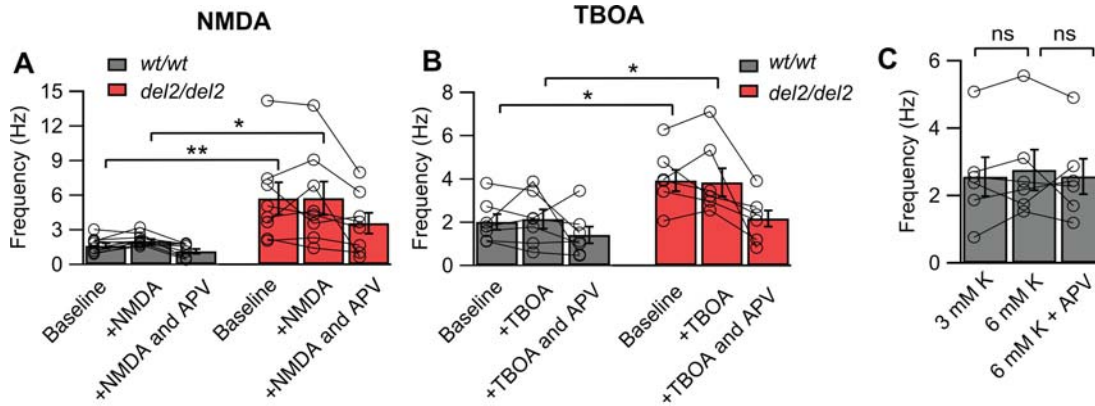 NMDA
TBOA
A
wt/wt
del2/del2
Frequency (Hz)
15
12
9
6
3
0
*
**
Baseline
+NMDA
+NMDA and APV
Baseline
+NMDA
+NMDA and APV
B
wt/wt
del2/del2
Frequency (Hz)
8
6
4
2
0
*
*
Baseline
+TBOA
+TBOA and APV
Baseline
+TBOA
+TBOA and APV
C
ns
ns
Frequency (Hz)
6
4
2
0
3 mM K
6 mM K
6 mM K + APV